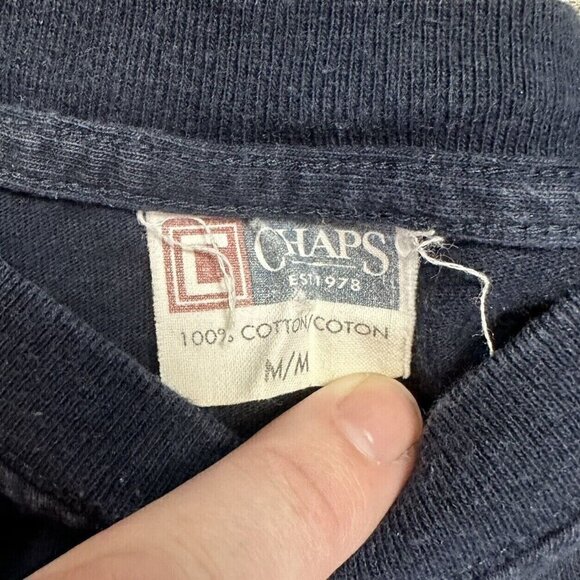 CHAPS
EST 1978
100% COTTON/COTON
M/M